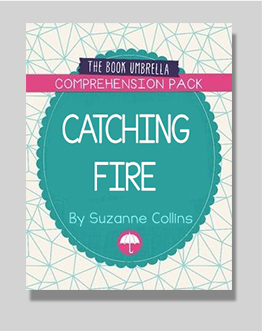 THE BOOK UMBRELLA
COMPREHENSION PACK
CATCHING
FIRE
By Suzanne Collins